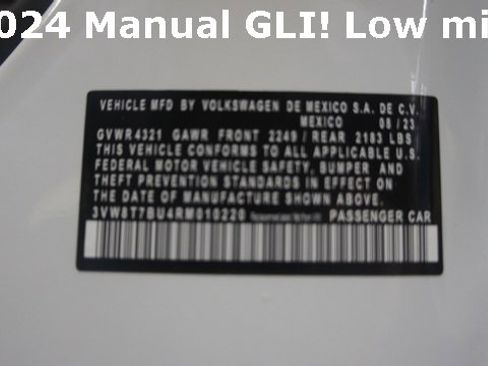 2024 Manual GLI! Low mi
VEHICLE MFD BY VOLKSWAGEN DE MEXICO S.A. DE C.V.
MEXICO 08/23
GVWR 4321 GAWR FRONT 2249 / REAR 2183 LBS
THIS VEHICLE CONFORMS TO ALL APPLICABLE U.S.
FEDERAL MOTOR VEHICLE SAFETY, BUMPER AND
THEFT PREVENTION STANDARDS IN EFFECT ON
THE DATE OF MANUFACTURE SHOWN ABOVE.
PASSENGER CAR